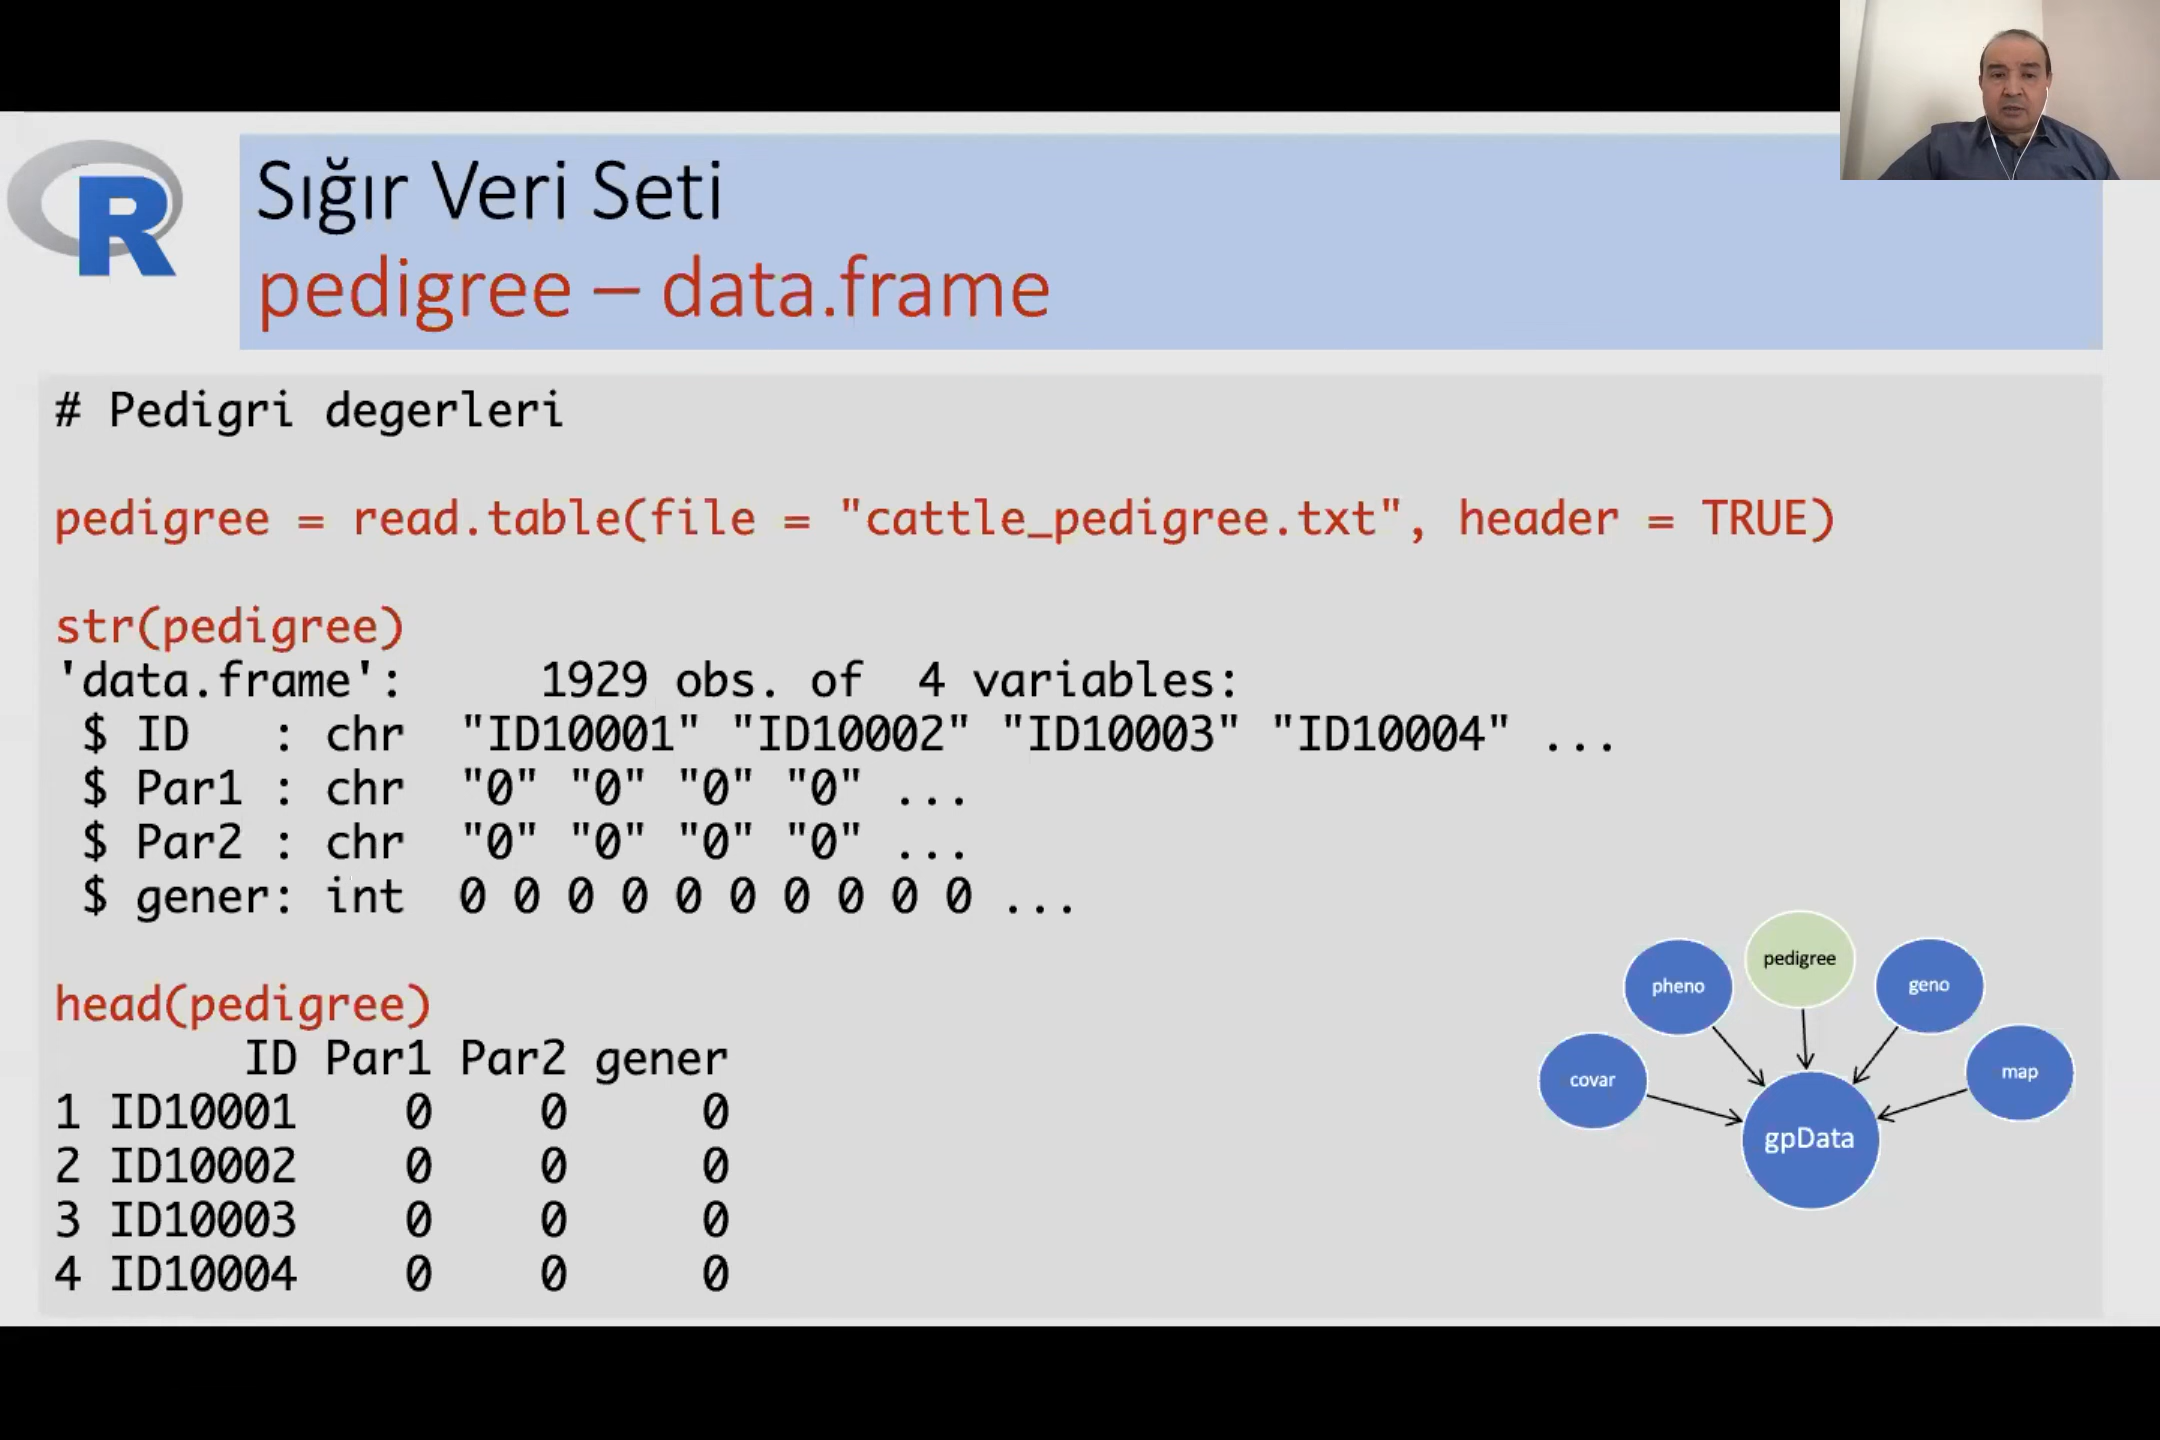 R
Sığır Veri Seti
pedigree – data.frame
# Pedigri degerleri
pedigree = read.table(file = "cattle_pedigree.txt", header = TRUE)
str(pedigree)
'data.frame':     1929 obs. of  4 variables:
 $ ID   : chr  "ID10001" "ID10002" "ID10003" "ID10004" ...
 $ Par1 : chr  "0" "0" "0" "0" ...
 $ Par2 : chr  "0" "0" "0" "0" ...
 $ gener: int  0 0 0 0 0 0 0 0 0 0 ...
head(pedigree)
       ID Par1 Par2 gener
1 ID10001    0    0     0
2 ID10002    0    0     0
3 ID10003    0    0     0
4 ID10004    0    0     0
covar
pheno
pedigree
geno
map
gpData